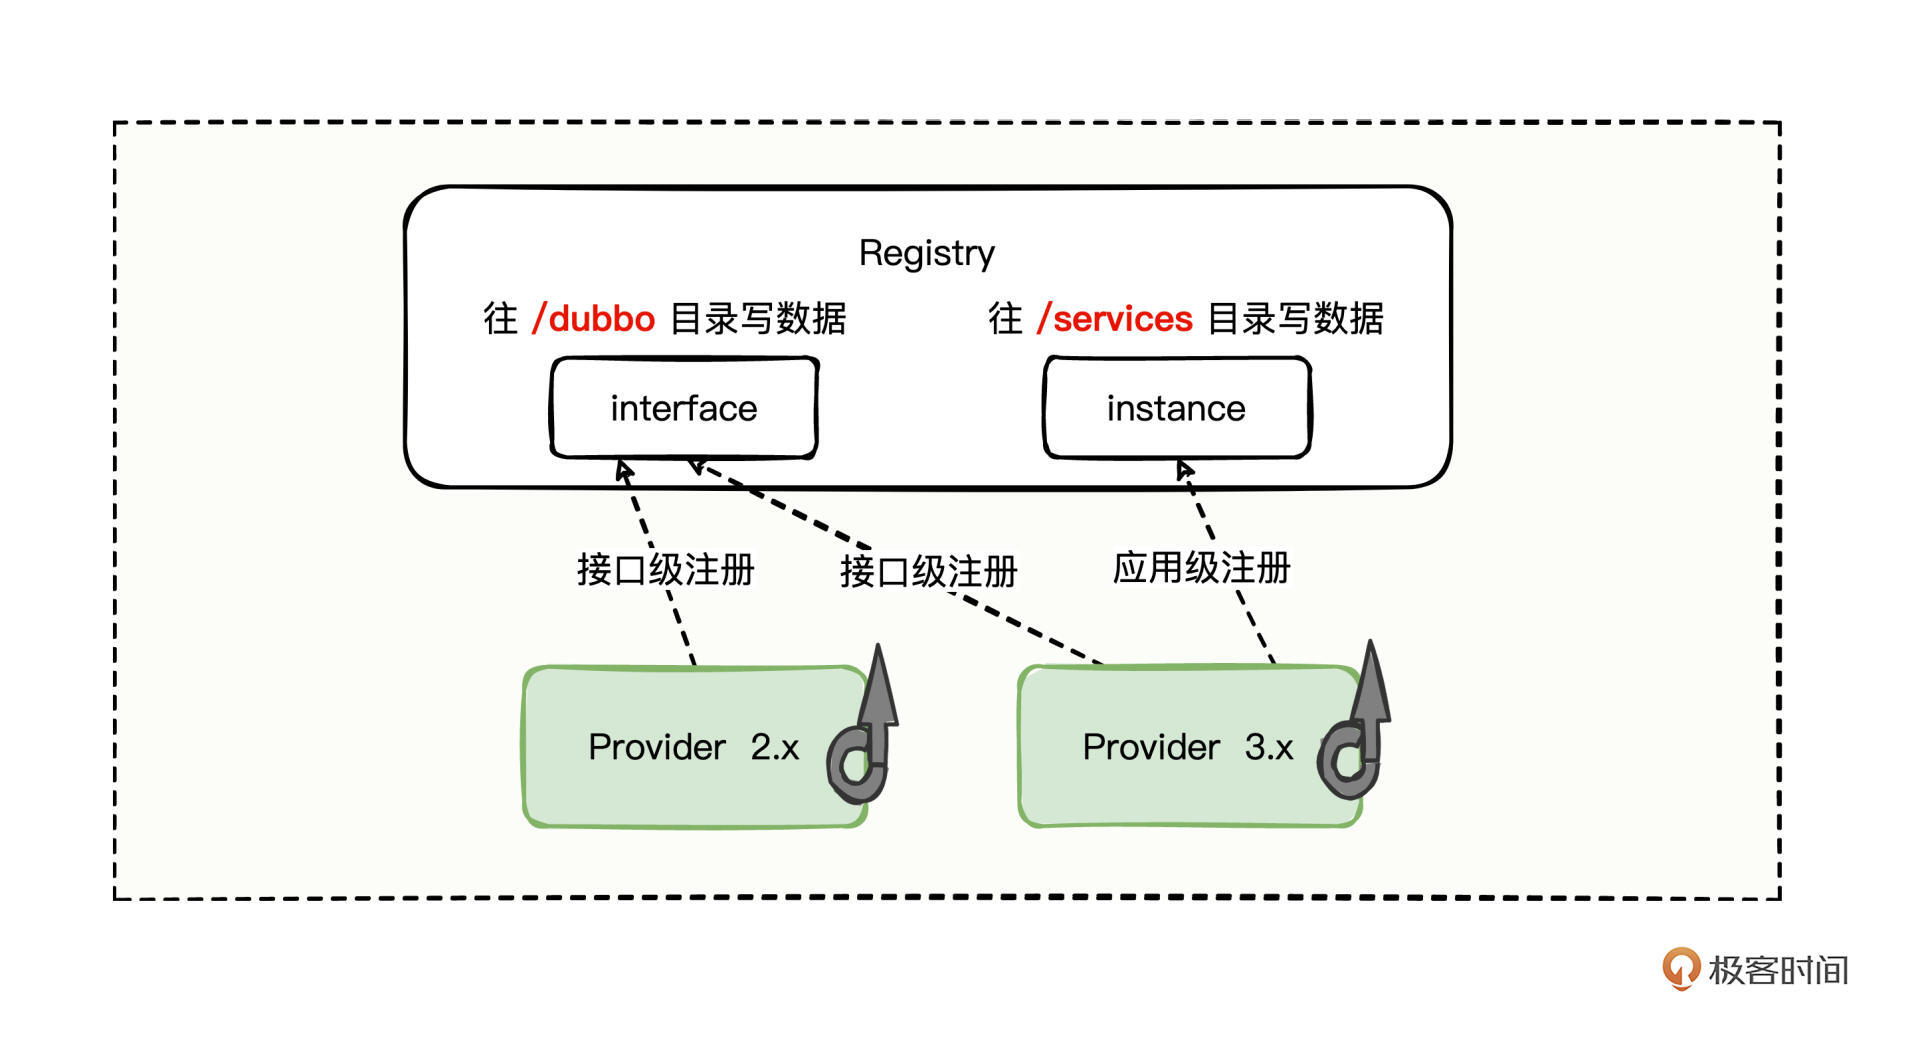 Registry
往 /dubbo 目录写数据
往 /services 目录写数据
interface
instance
接口级注册
接口级注册
应用级注册
Provider 2.x
Provider 3.x
极客时间